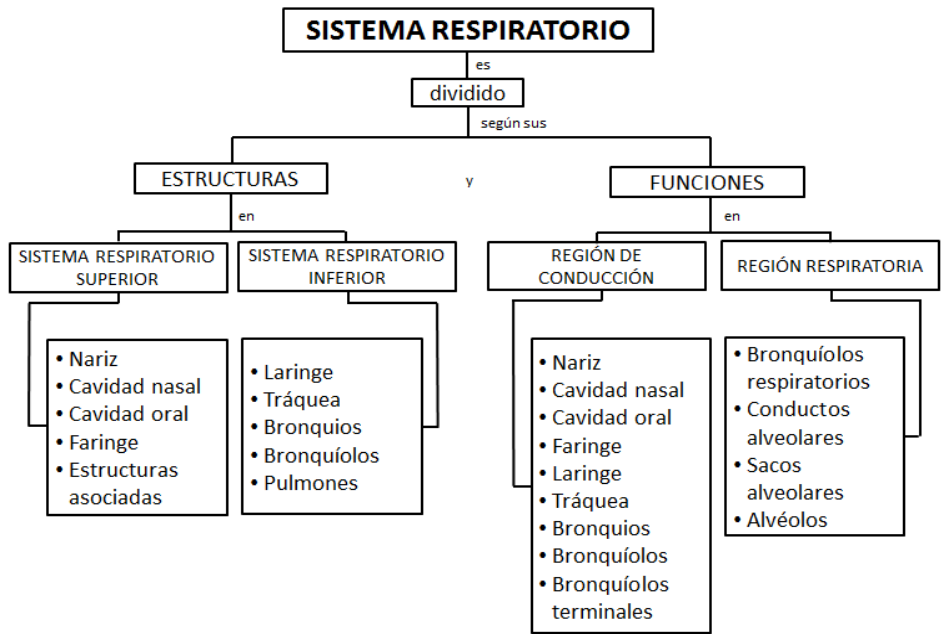 SISTEMA RESPIRATORIO
es
dividido
según sus
ESTRUCTURAS
y
FUNCIONES
en
en
SISTEMA RESPIRATORIO
SUPERIOR
SISTEMA RESPIRATORIO
INFERIOR
REGIÓN DE
CONDUCCIÓN
REGIÓN RESPIRATORIA
• Nariz
• Cavidad nasal
• Cavidad oral
• Faringe
• Estructuras
asociadas
• Laringe
• Tráquea
• Bronquios
• Bronquíolos
• Pulmones
• Nariz
• Cavidad nasal
• Cavidad oral
• Faringe
• Laringe
• Tráquea
• Bronquios
• Bronquíolos
• Bronquíolos
terminales
• Bronquíolos
respiratorios
• Conductos
alveolares
• Sacos
alveolares
• Alvéolos